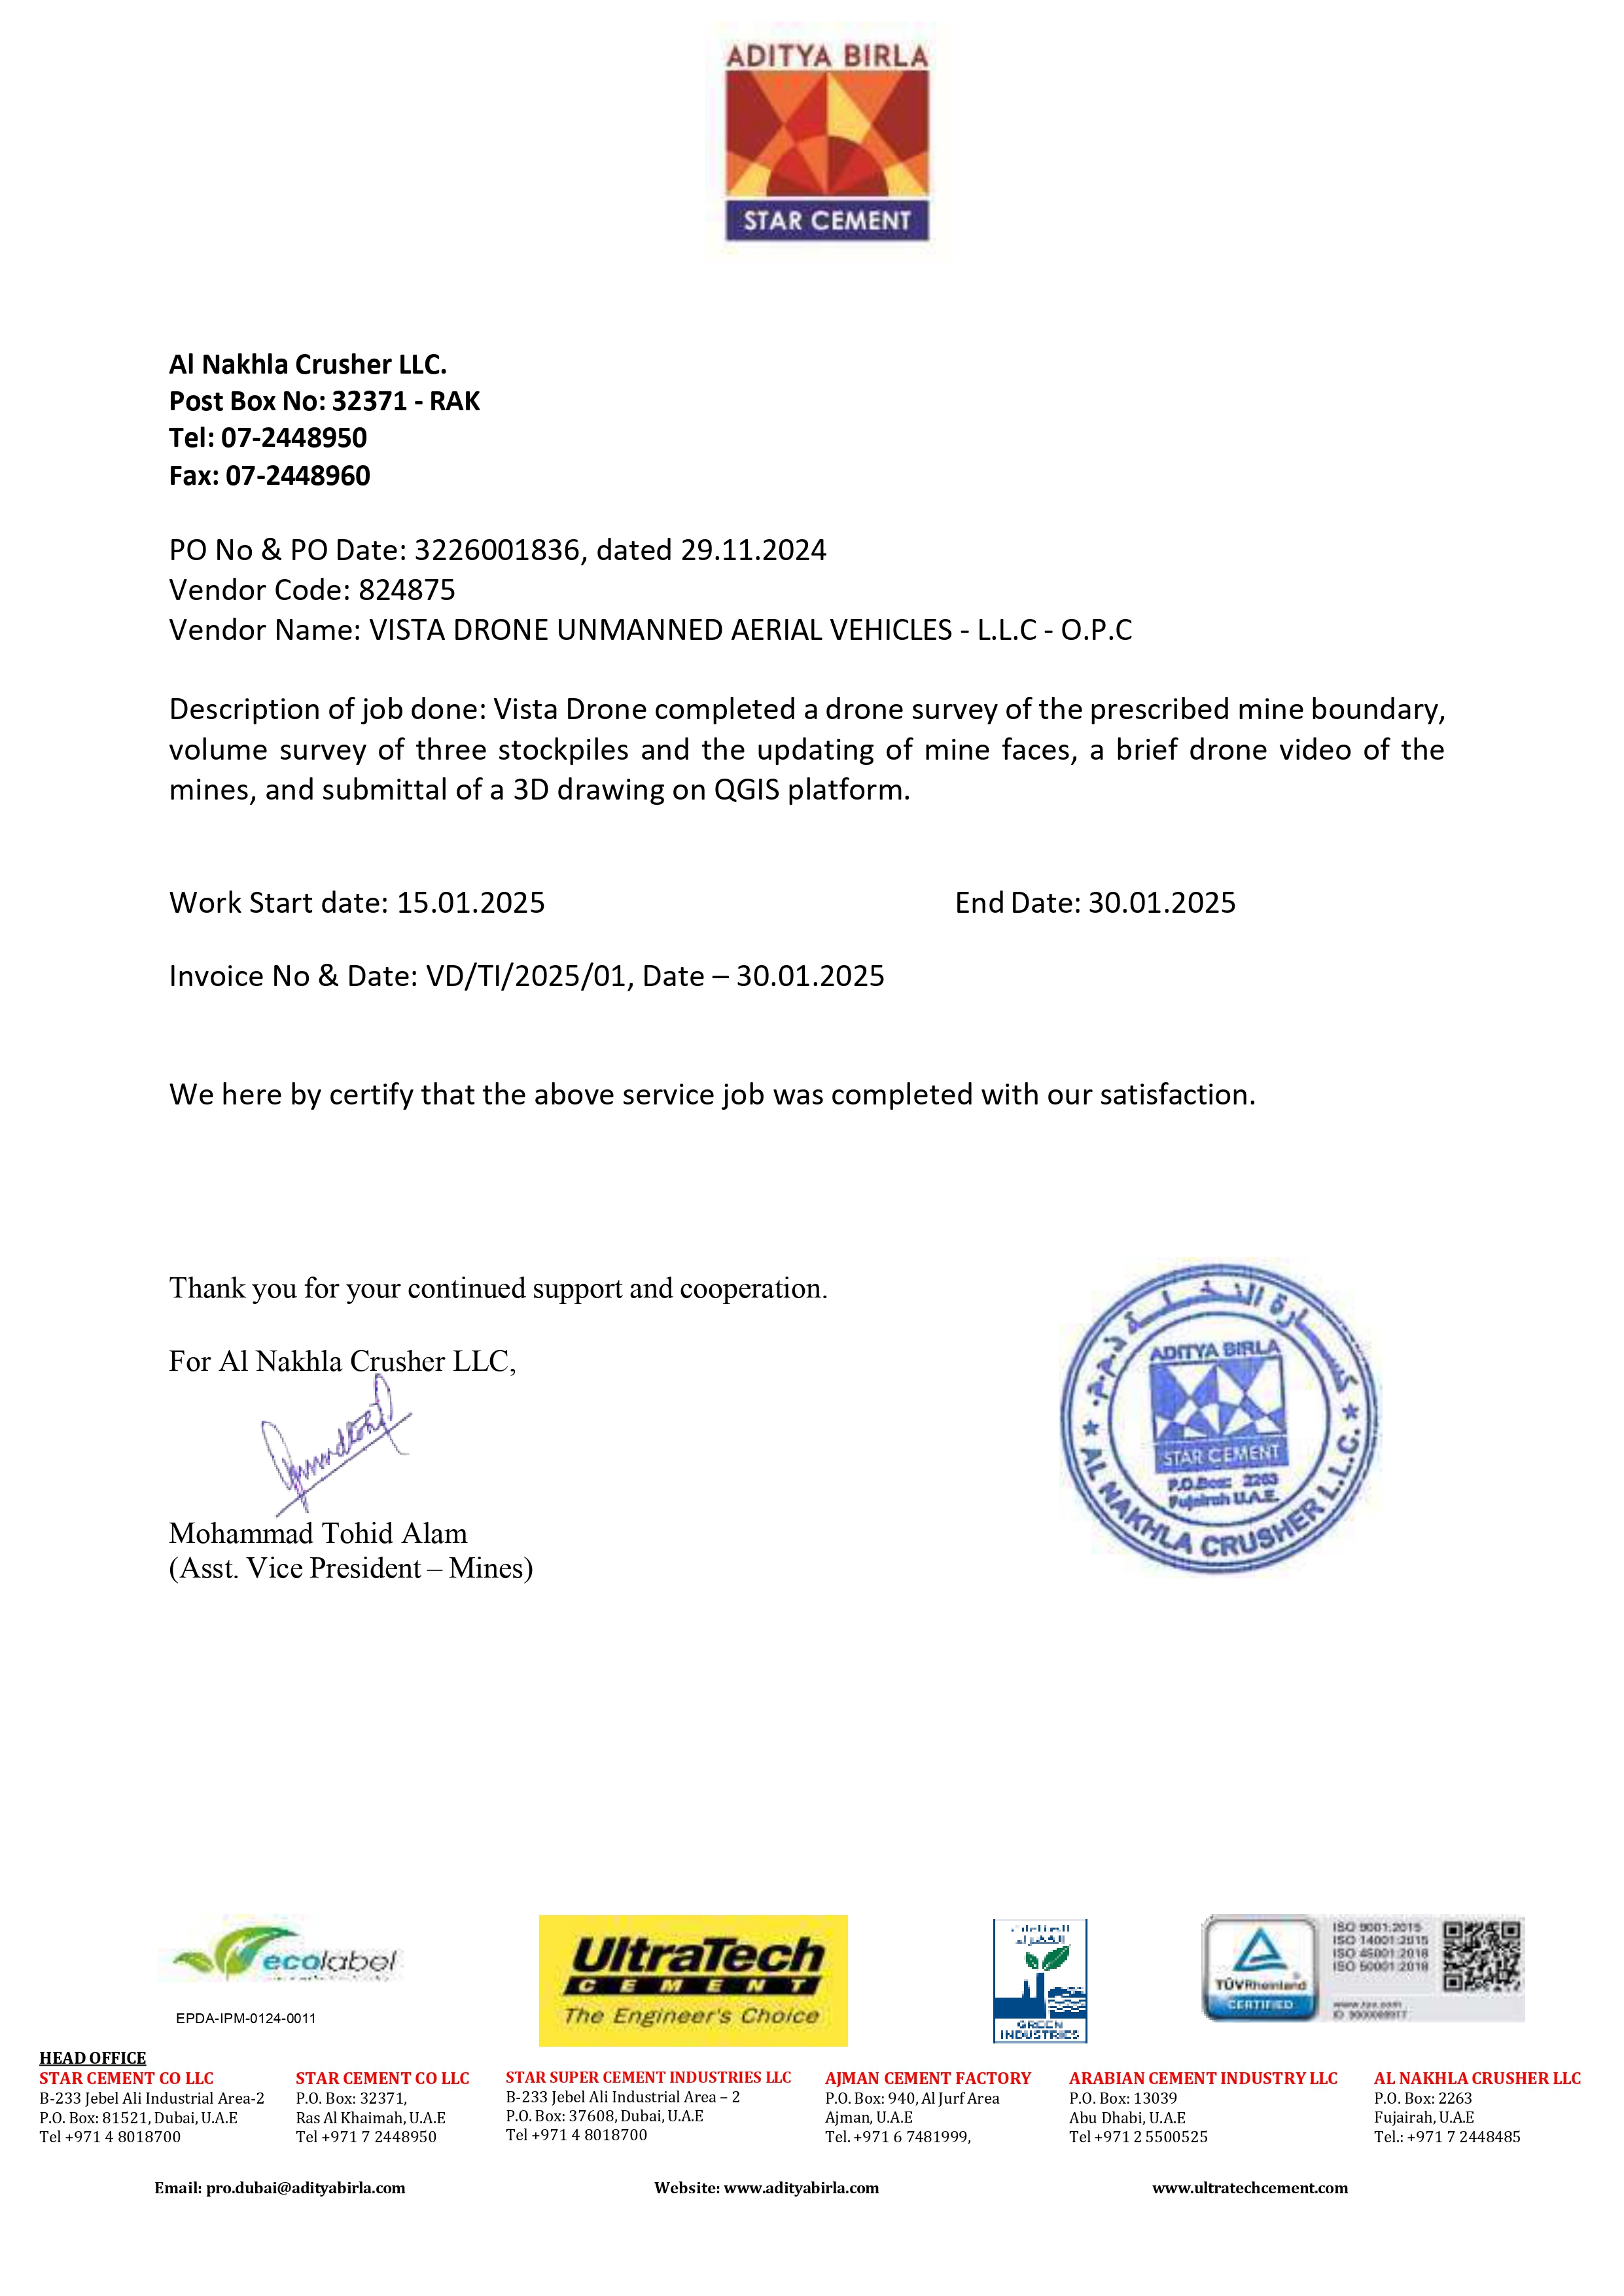 ADITYA BIRLA
STAR CEMENT
Al Nakhla Crusher LLC.
Post Box No: 32371 - RAK
Tel: 07-2448950
Fax: 07-2448960
PO No & PO Date: 3226001836, dated 29.11.2024
Vendor Code: 824875
Vendor Name: VISTA DRONE UNMANNED AERIAL VEHICLES - L.L.C - O.P.C
Description of job done: Vista Drone completed a drone survey of the prescribed mine boundary,
volume survey of three stockpiles and the updating of mine faces, a brief drone video of the
mines, and submittal of a 3D drawing on QGIS platform.
Work Start date: 15.01.2025 End Date: 30.01.2025
Invoice No & Date: VD/TI/2025/01, Date – 30.01.2025
We here by certify that the above service job was completed with our satisfaction.
Thank you for your continued support and cooperation.
For Al Nakhla Crusher LLC,
Mohammad Tohid Alam
(Asst. Vice President – Mines)
كسارة النخلة ذ.م.م.
ADITYA BIRLA
STAR CEMENT
P.O.Box: 2263
Fujairah U.A.E.
★ AL NAKHLA CRUSHER L.L.C. ★
ecolabel
EPDA-IPM-0124-0011
UltraTech
CEMENT
The Engineer's Choice
الصناعات
الخضراء
GREEN
INDUSTRIES
TÜVRheinland
CERTIFIED
ISO 9001:2015
ISO 14001:2015
ISO 45001:2018
ISO 50001:2018
www.tuv.com
HEAD OFFICE
STAR CEMENT CO LLC
B-233 Jebel Ali Industrial Area-2
P.O. Box: 81521, Dubai, U.A.E
Tel +971 4 8018700
STAR CEMENT CO LLC
P.O. Box: 32371,
Ras Al Khaimah, U.A.E
Tel +971 7 2448950
STAR SUPER CEMENT INDUSTRIES LLC
B-233 Jebel Ali Industrial Area – 2
P.O. Box: 37608, Dubai, U.A.E
Tel +971 4 8018700
AJMAN CEMENT FACTORY
P.O. Box: 940, Al Jurf Area
Ajman, U.A.E
Tel. +971 6 7481999,
ARABIAN CEMENT INDUSTRY LLC
P.O. Box: 13039
Abu Dhabi, U.A.E
Tel +971 2 5500525
AL NAKHLA CRUSHER LLC
P.O. Box: 2263
Fujairah, U.A.E
Tel.: +971 7 2448485
Email: pro.dubai@adityabirla.com Website: www.adityabirla.com www.ultratechcement.com